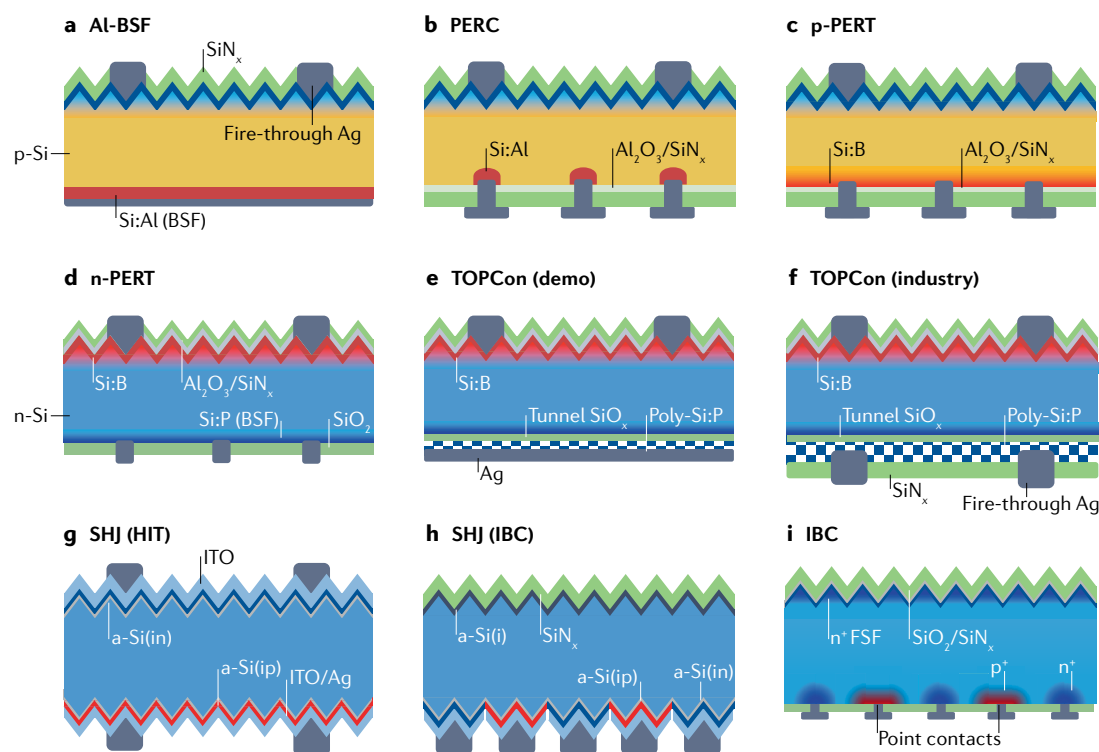 a Al-BSF
SiNₓ
Fire-through Ag
p-Si
Si:Al (BSF)
b PERC
Si:Al
Al₂O₃/SiNₓ
c p-PERT
Si:B
Al₂O₃/SiNₓ
d n-PERT
Si:B
Al₂O₃/SiNₓ
n-Si
Si:P (BSF)
SiO₂
e TOPCon (demo)
Si:B
Tunnel SiOₓ
Poly-Si:P
Ag
f TOPCon (industry)
Si:B
Tunnel SiOₓ
Poly-Si:P
SiNₓ
Fire-through Ag
g SHJ (HIT)
ITO
a-Si(in)
a-Si(ip)
ITO/Ag
h SHJ (IBC)
a-Si(i)
SiNₓ
a-Si(ip)
a-Si(in)
i IBC
n⁺ FSF
SiO₂/SiNₓ
p⁺
n⁺
Point contacts